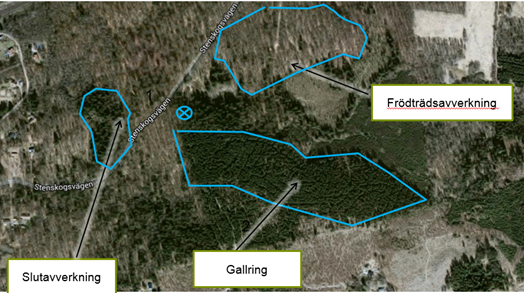 Stenskogsvägen
Frödträdsavverkning
Stenskogsvägen
Stenskogsvägen
Slutavverkning
Gallring